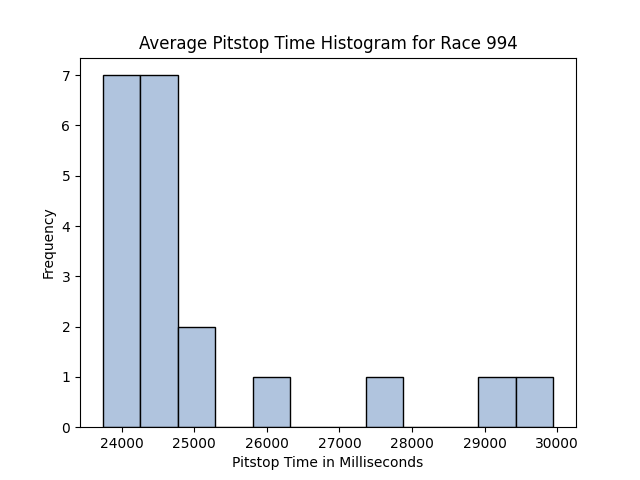 Average Pitstop Time Histogram for Race 994
7
6
5
4
3
2
1
0
Frequency
24000 25000 26000 27000 28000 29000 30000
Pitstop Time in Milliseconds